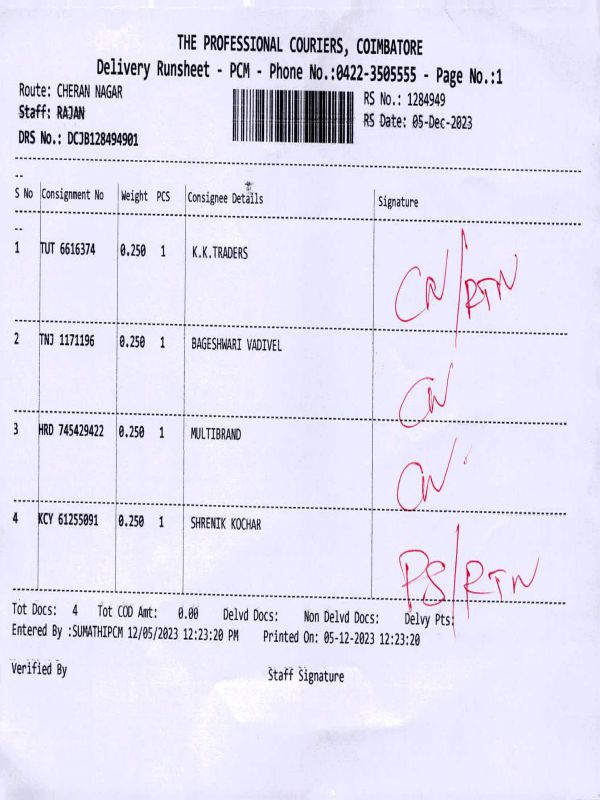 THE PROFESSIONAL COURIERS, COIMBATORE
Delivery Runsheet - PCM - Phone No.:0422-3505555 - Page No.:1
Route: CHERAN NAGAR RS No.: 1284949
Staff: RAJAN RS Date: 05-Dec-2023
DRS No.: DCJB128494901
S No Consignment No Weight PCS Consignee Details Signature
1 TUT 6616374 0.250 1 K.K.TRADERS CN/RTN
2 TNJ 1171196 0.250 1 BAGESHWARI VADIVEL CN
3 HRD 745429422 0.250 1 MULTIBRAND CN
4 KCY 61255091 0.250 1 SHRENIK KOCHAR PS/RTN
Tot Docs: 4 Tot COD Amt: 0.00 Delvd Docs: Non Delvd Docs: Delvy Pts:
Entered By :SUMATHIPCM 12/05/2023 12:23:20 PM Printed On: 05-12-2023 12:23:20
Verified By Staff Signature